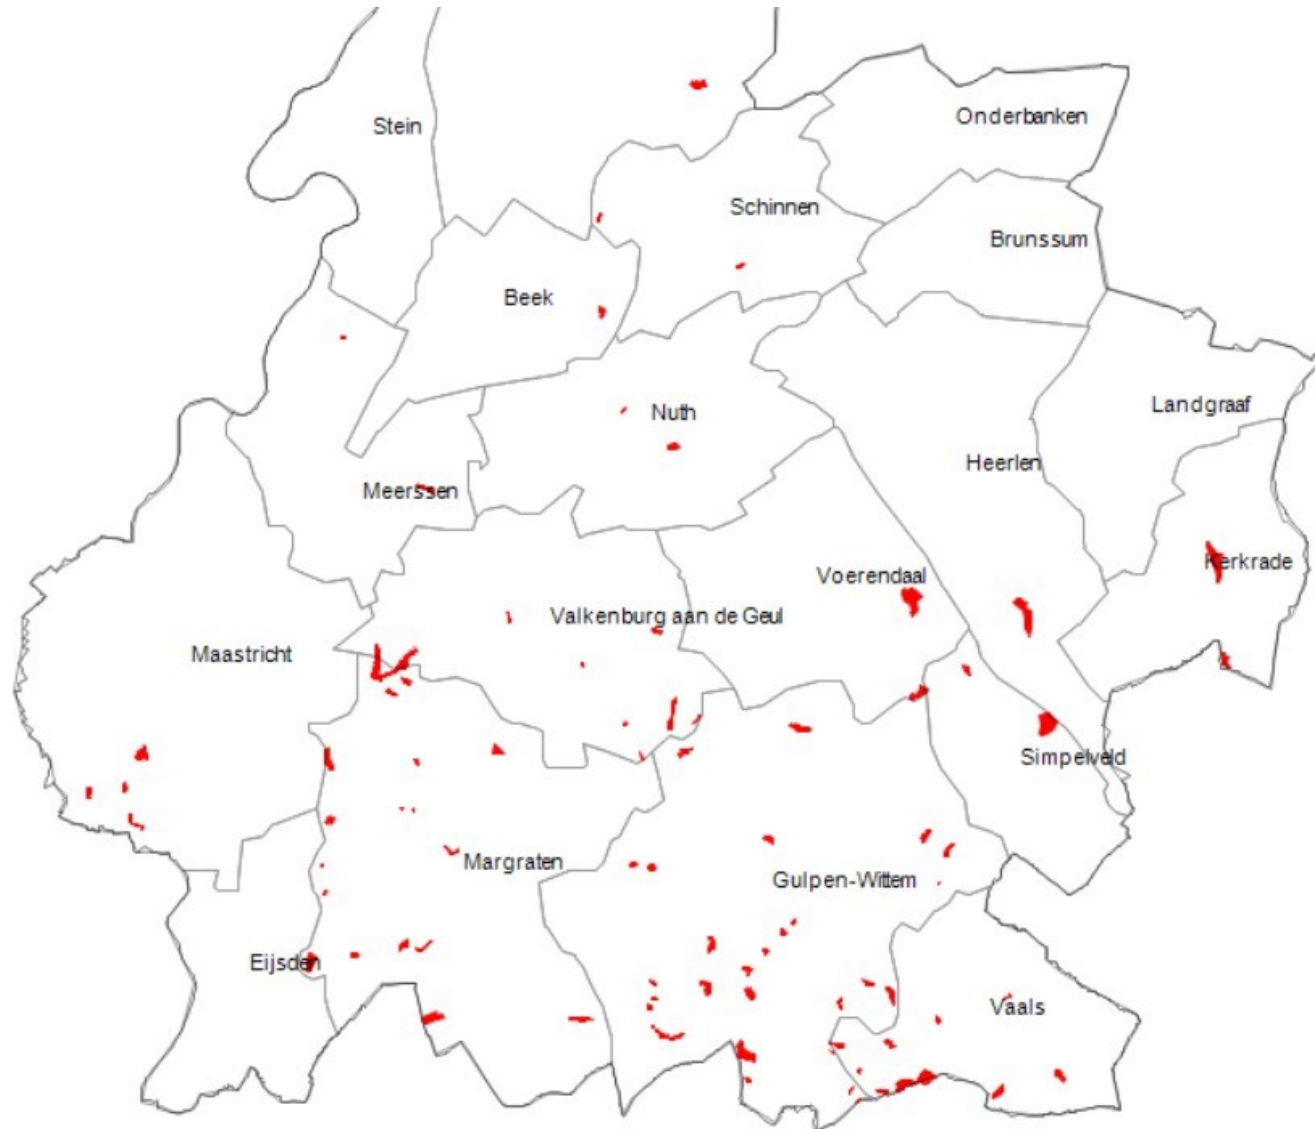 Onderbanken
Stein
Schinnen
Brunssum
Beek
Landgraaf
Nuth
Heerlen
Meerssen
Kerkrade
Voerendaal
Valkenburg aan de Geul
Maastricht
Simpelveld
Margraten
Gulpen-Wittem
Eijsden
Vaals